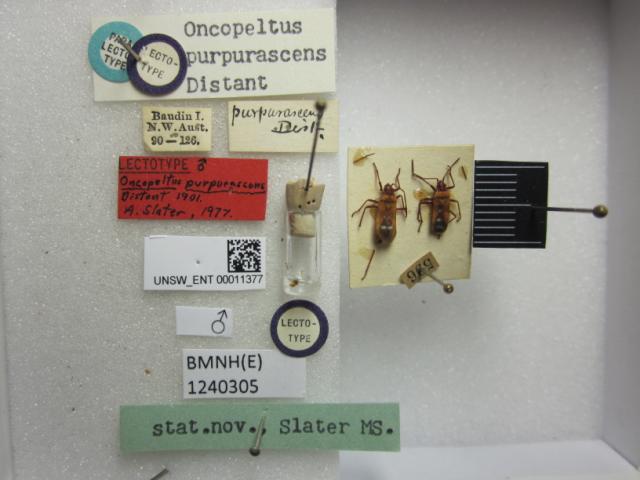 PARA-
LECTO-
TYPE
LECTO-
TYPE
Oncopeltus
purpurascens
Distant
Baudin I.
N.W. Aust.
90—126.
purpurascens
Dist.
LECTOTYPE ♂
Oncopeltus purpurascens
Distant 1901.
A. Slater, 1977.
UNSW_ENT 00011377
♂
LECTO-
TYPE
BMNH(E)
1240305
stat.nov., Slater MS.